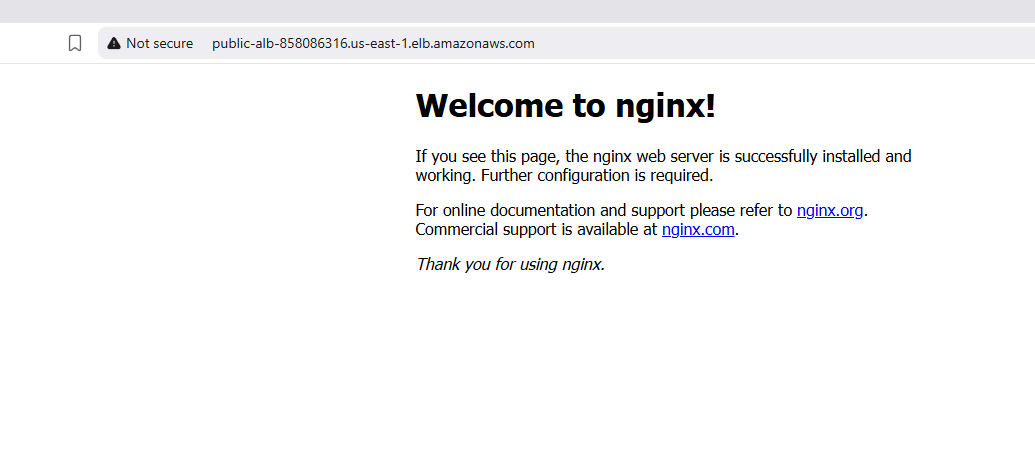 Not secure public-alb-858086316.us-east-1.elb.amazonaws.com
Welcome to nginx!
If you see this page, the nginx web server is successfully installed and
working. Further configuration is required.
For online documentation and support please refer to nginx.org.
Commercial support is available at nginx.com.
Thank you for using nginx.